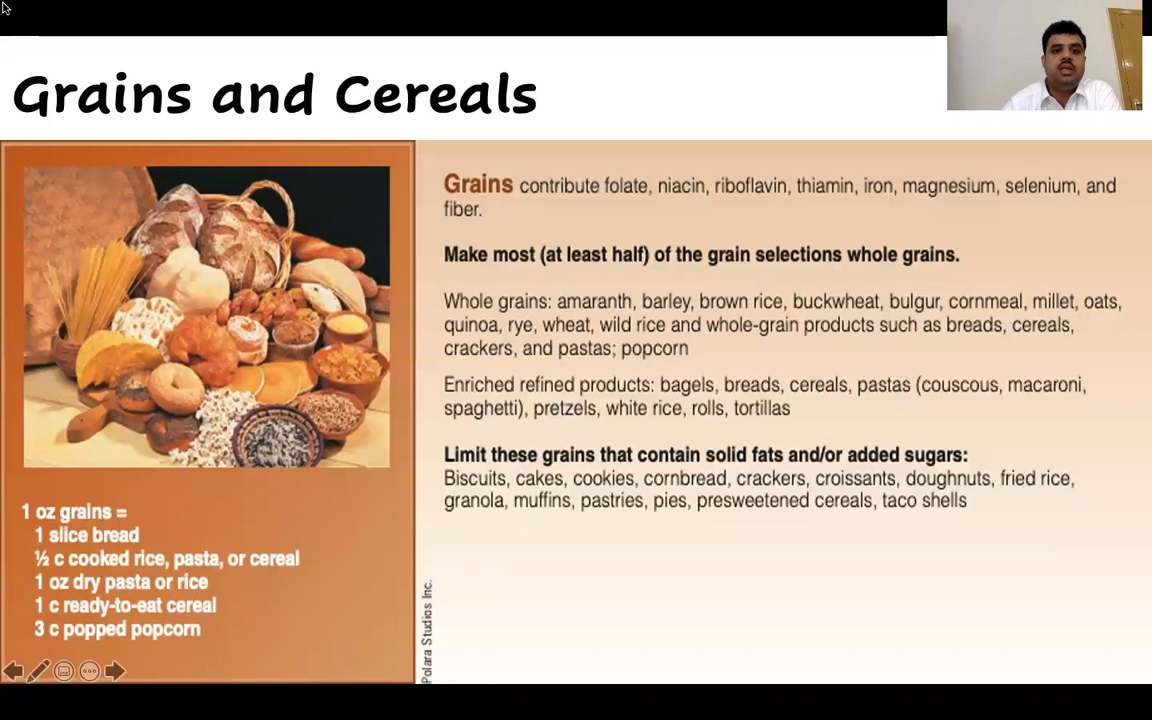 Grains and Cereals
Grains contribute folate, niacin, riboflavin, thiamin, iron, magnesium, selenium, and
fiber.
Make most (at least half) of the grain selections whole grains.
Whole grains: amaranth, barley, brown rice, buckwheat, bulgur, cornmeal, millet, oats,
quinoa, rye, wheat, wild rice and whole-grain products such as breads, cereals,
crackers, and pastas; popcorn
Enriched refined products: bagels, breads, cereals, pastas (couscous, macaroni,
spaghetti), pretzels, white rice, rolls, tortillas
Limit these grains that contain solid fats and/or added sugars:
Biscuits, cakes, cookies, cornbread, crackers, croissants, doughnuts, fried rice,
granola, muffins, pastries, pies, presweetened cereals, taco shells
1 oz grains =
1 slice bread
½ c cooked rice, pasta, or cereal
1 oz dry pasta or rice
1 c ready-to-eat cereal
3 c popped popcorn
Polara Studios Inc.